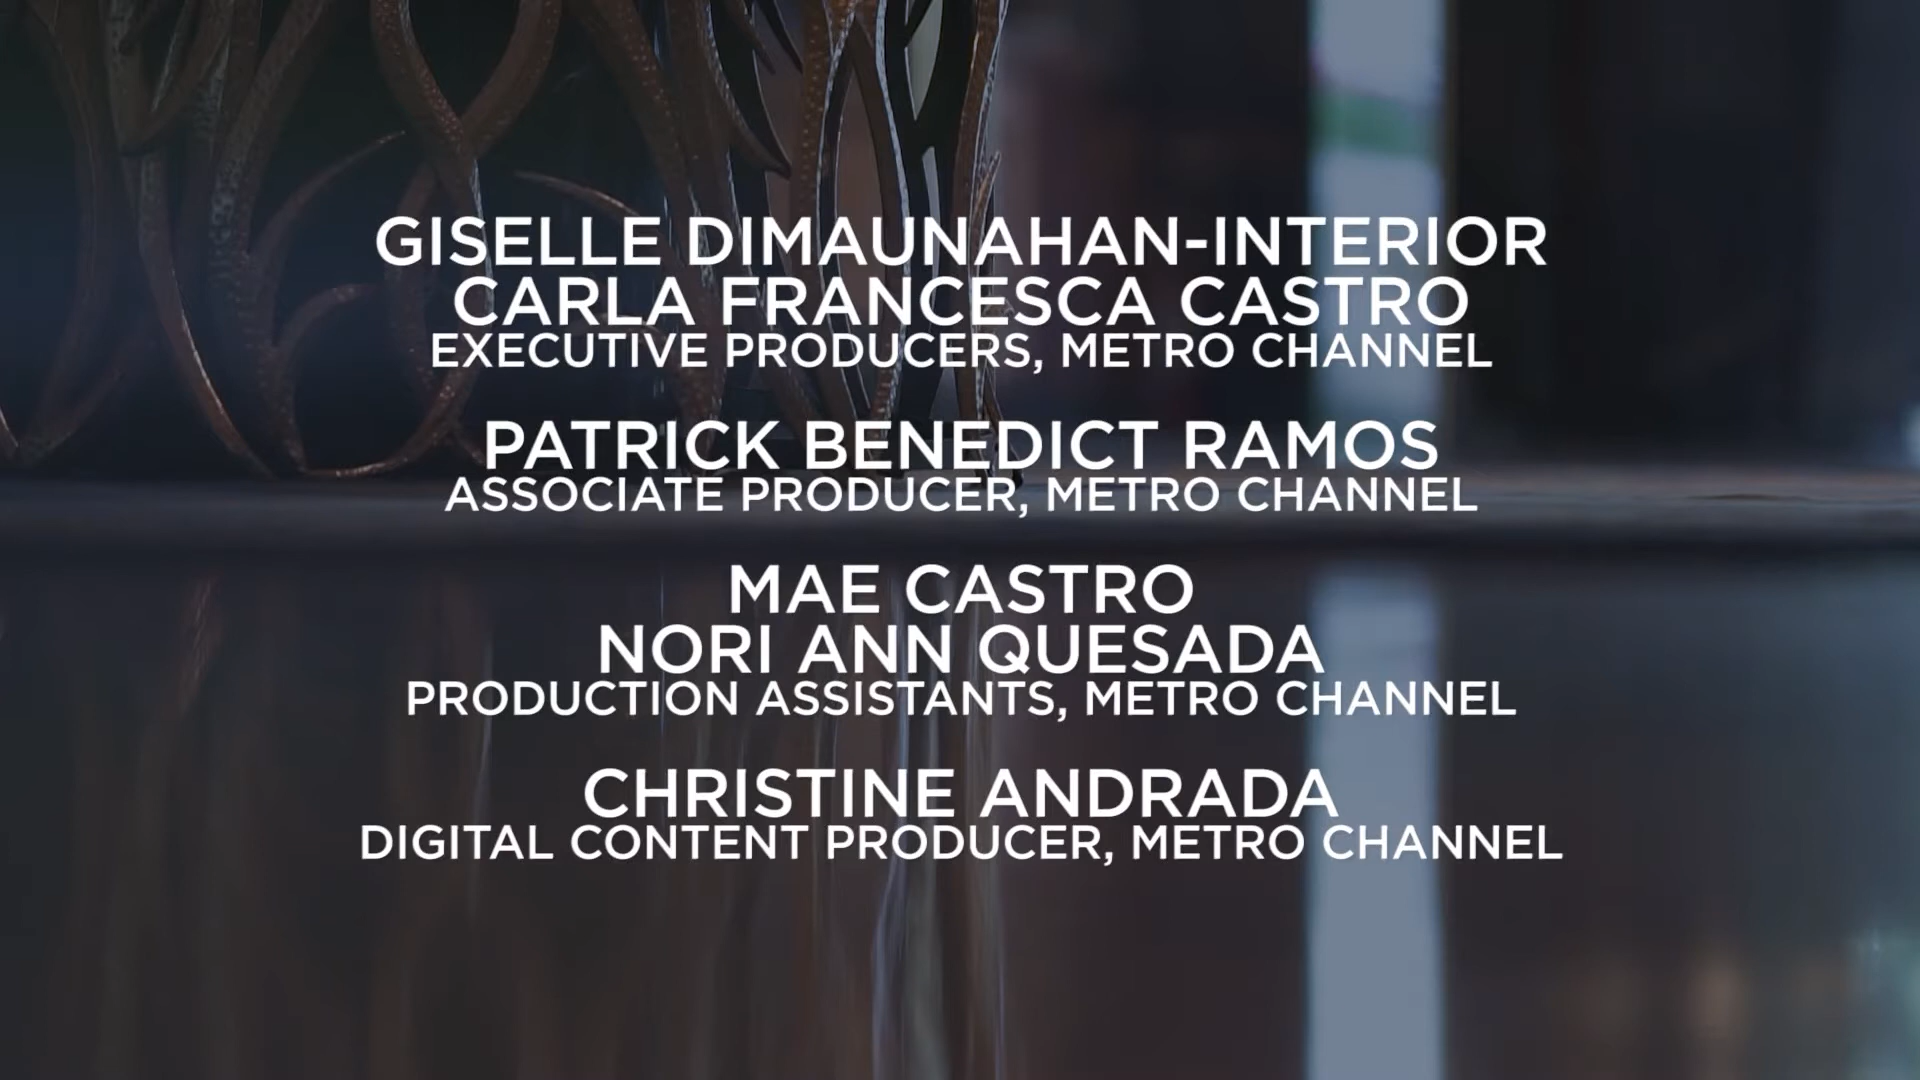 GISELLE DIMAUNAHAN-INTERIOR
CARLA FRANCESCA CASTRO
EXECUTIVE PRODUCERS, METRO CHANNEL
PATRICK BENEDICT RAMOS
ASSOCIATE PRODUCER, METRO CHANNEL
MAE CASTRO
NORI ANN QUESADA
PRODUCTION ASSISTANTS, METRO CHANNEL
CHRISTINE ANDRADA
DIGITAL CONTENT PRODUCER, METRO CHANNEL